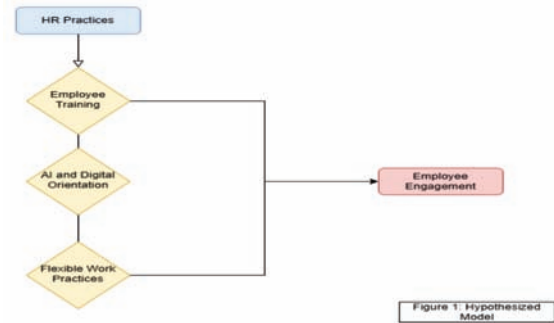 HR Practices
Employee
Training
AI and Digital
Orientation
Employee
Engagement
Flexible Work
Practices
Figure 1: Hypothesized
Model